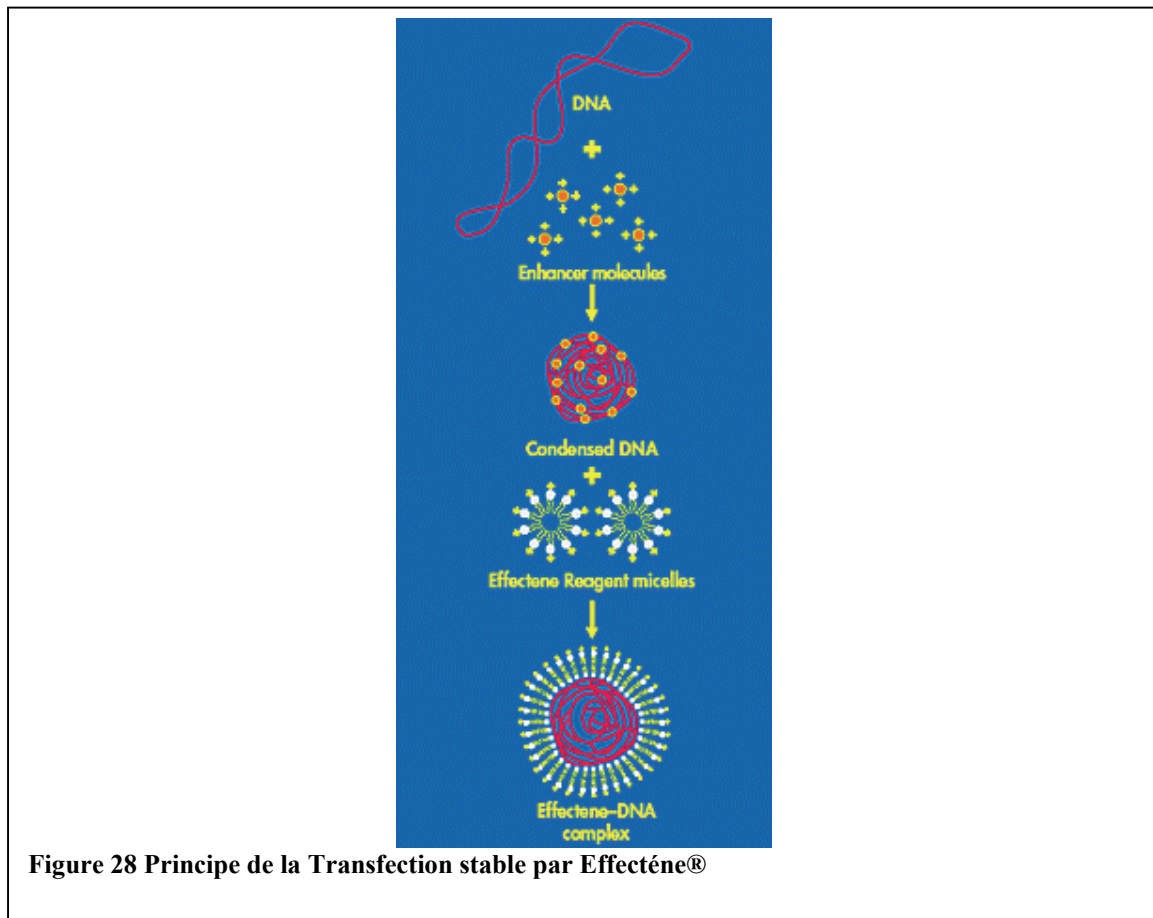 DNA
+
Enhancer molecules
Condensed DNA
+
Effectene Reagent micelles
Effectene–DNA
complex
Figure 28 Principe de la Transfection stable par Effecténe®